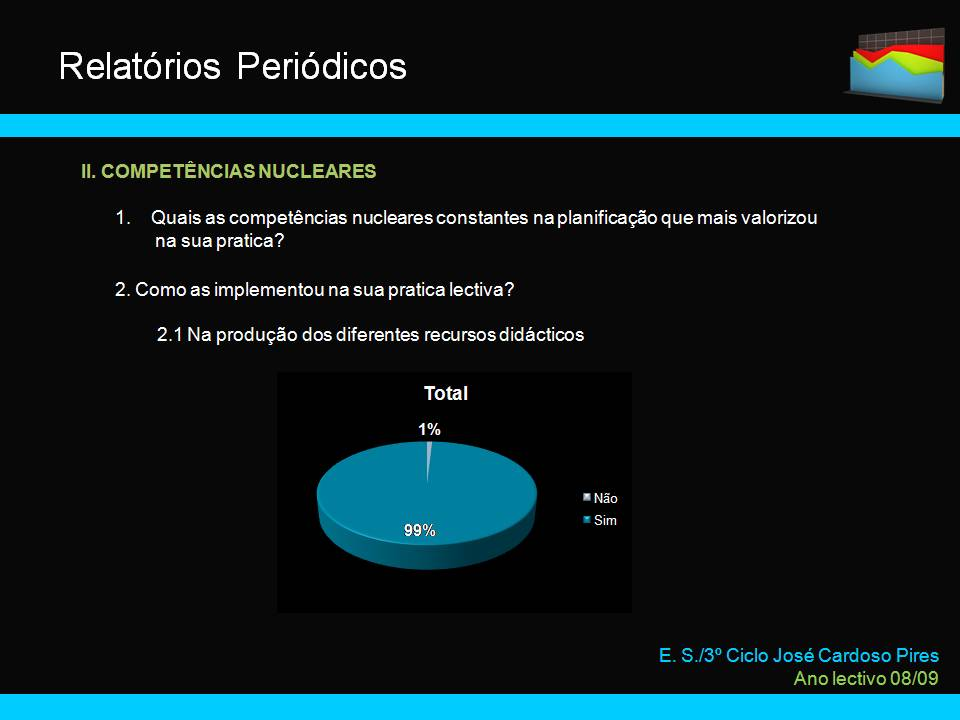 Relatórios Periódicos
II. COMPETÊNCIAS NUCLEARES
1. Quais as competências nucleares constantes na planificação que mais valorizou
na sua pratica?
2. Como as implementou na sua pratica lectiva?
2.1 Na produção dos diferentes recursos didácticos
Total
1%
99%
Não
Sim
E. S./3º Ciclo José Cardoso Pires
Ano lectivo 08/09